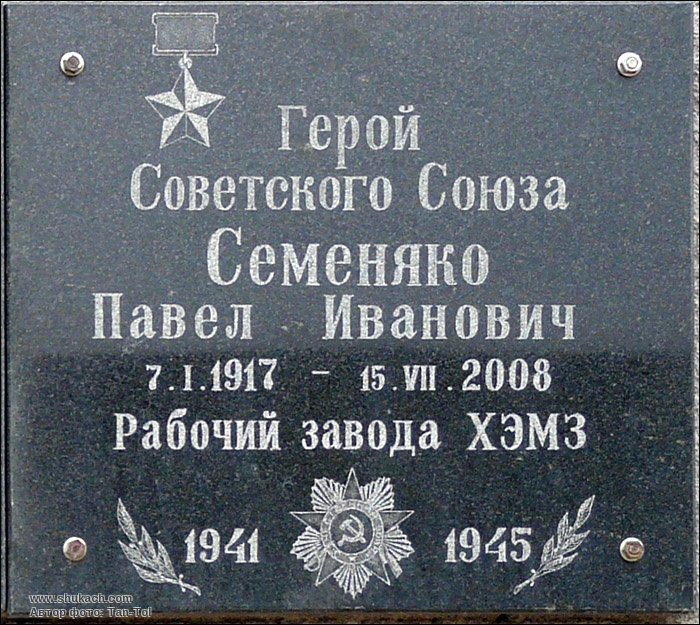 Герой
Советского Союза
Семеняко
Павел Иванович
7.I.1917 – 15.VII.2008
Рабочий завода ХЭМЗ
1941 1945
www.shukach.com
Автор фото: Tan-Tol